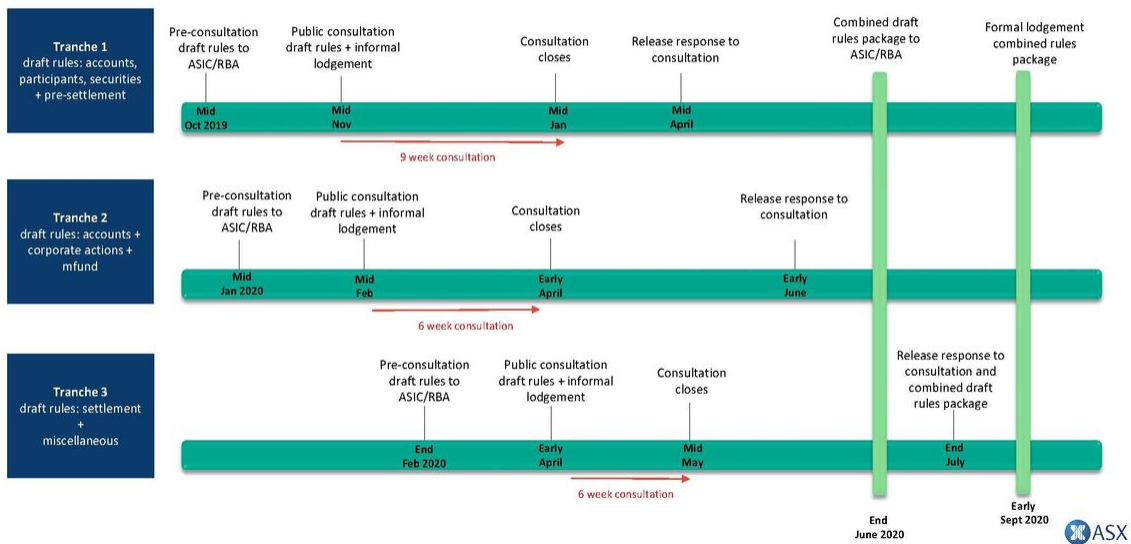 Tranche 1
draft rules: accounts,
participants, securities
+ pre-settlement
Pre-consultation
draft rules to
ASIC/RBA
Public consultation
draft rules + informal
lodgement
Consultation
closes
Release response to
consultation
Combined draft
rules package to
ASIC/RBA
Formal lodgement
combined rules
package
Mid
Oct 2019
Mid
Nov
Mid
Jan
Mid
April
9 week consultation
Tranche 2
draft rules: accounts +
corporate actions +
mfund
Pre-consultation
draft rules to
ASIC/RBA
Public consultation
draft rules + informal
lodgement
Consultation
closes
Release response to
consultation
Mid
Jan 2020
Mid
Feb
Early
April
Early
June
6 week consultation
Tranche 3
draft rules: settlement
+
miscellaneous
Pre-consultation
draft rules to
ASIC/RBA
Public consultation
draft rules + informal
lodgement
Consultation
closes
Release response to
consultation and
combined draft
rules package
End
Feb 2020
Early
April
Mid
May
End
July
6 week consultation
End
June 2020
Early
Sept 2020
ASX